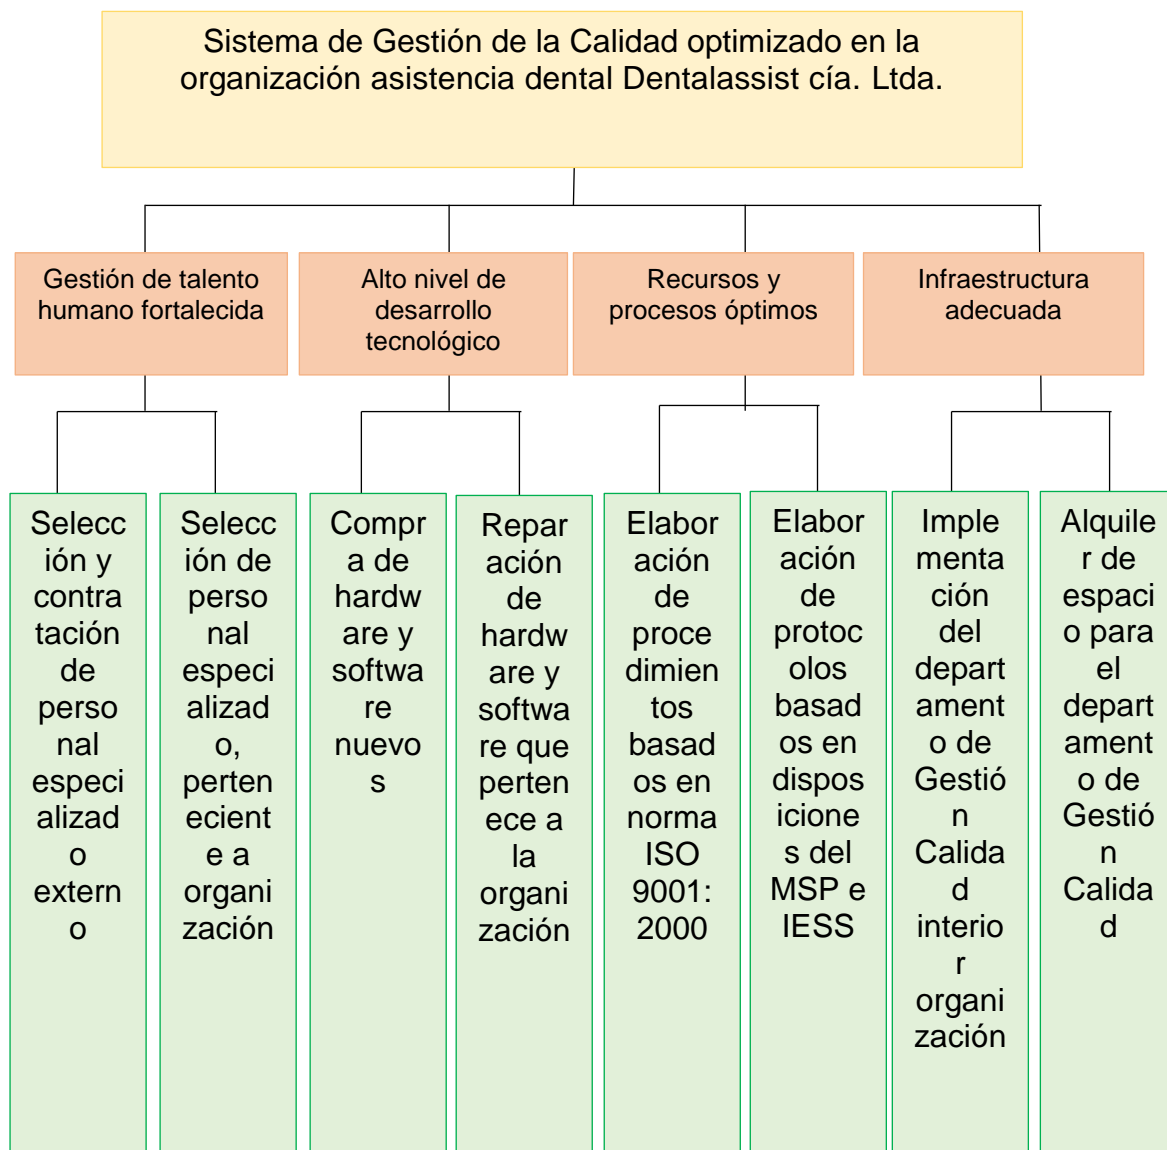 Sistema de Gestión de la Calidad optimizado en la
organización asistencia dental Dentalassist cía. Ltda.
Gestión de talento
humano fortalecida
Alto nivel de
desarrollo
tecnológico
Recursos y
procesos óptimos
Infraestructura
adecuada
Selecc
ión y
contra
tación
de
perso
nal
especi
alizad
o
extern
o
Selecc
ión de
perso
nal
especi
alizad
o,
perten
ecient
e a
organi
zación
Compr
a de
hardw
are y
softwa
re
nuevo
s
Repar
ación
de
hardw
are y
softwa
re que
perten
ece a
la
organi
zación
Elabor
ación
de
proce
dimien
tos
basad
os en
norma
ISO
9001:
2000
Elabor
ación
de
protoc
olos
basad
os en
dispos
icione
s del
MSP e
IESS
Imple
menta
ción
del
depart
ament
o de
Gestió
n
Calida
d
interio
r
organi
zación
Alquile
r de
espaci
o para
el
depart
ament
o de
Gestió
n
Calida
d